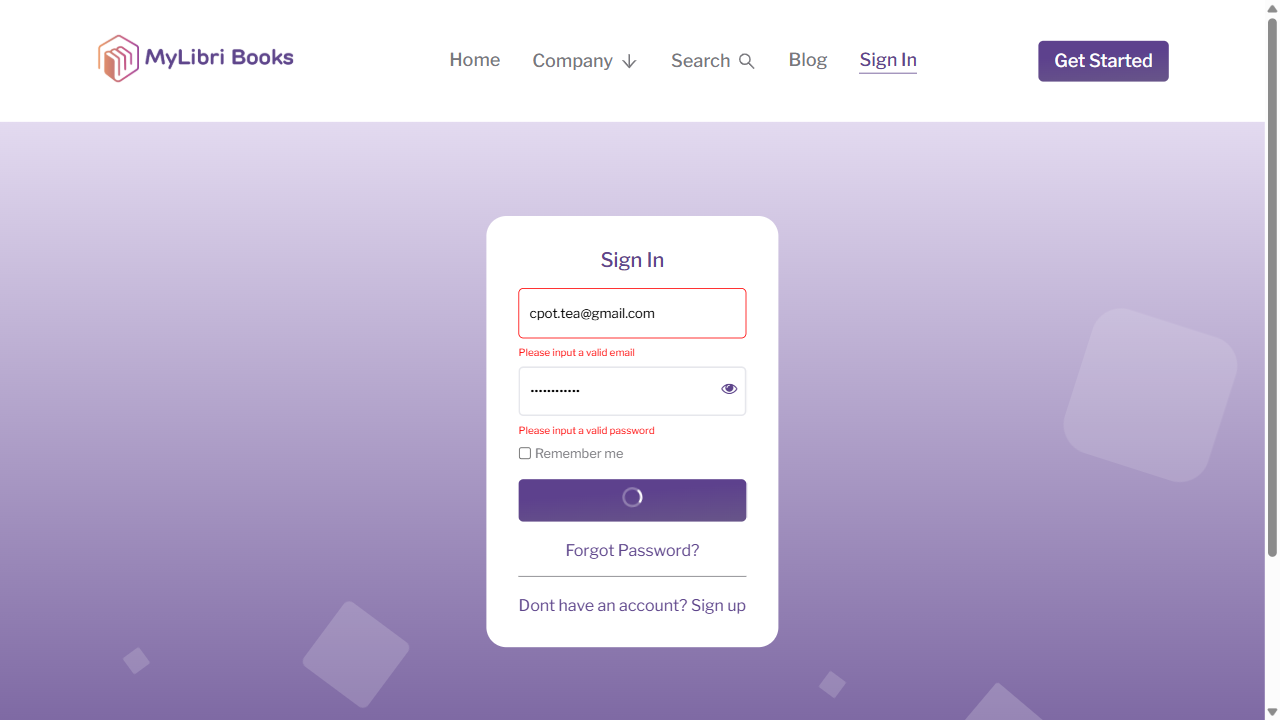 MyLibri Books
Home
Company
Search
Blog
Sign In
Get Started
Sign In
cpot.tea@gmail.com
Please input a valid email
••••••••••••
Please input a valid password
Remember me
Forgot Password?
Dont have an account? Sign up